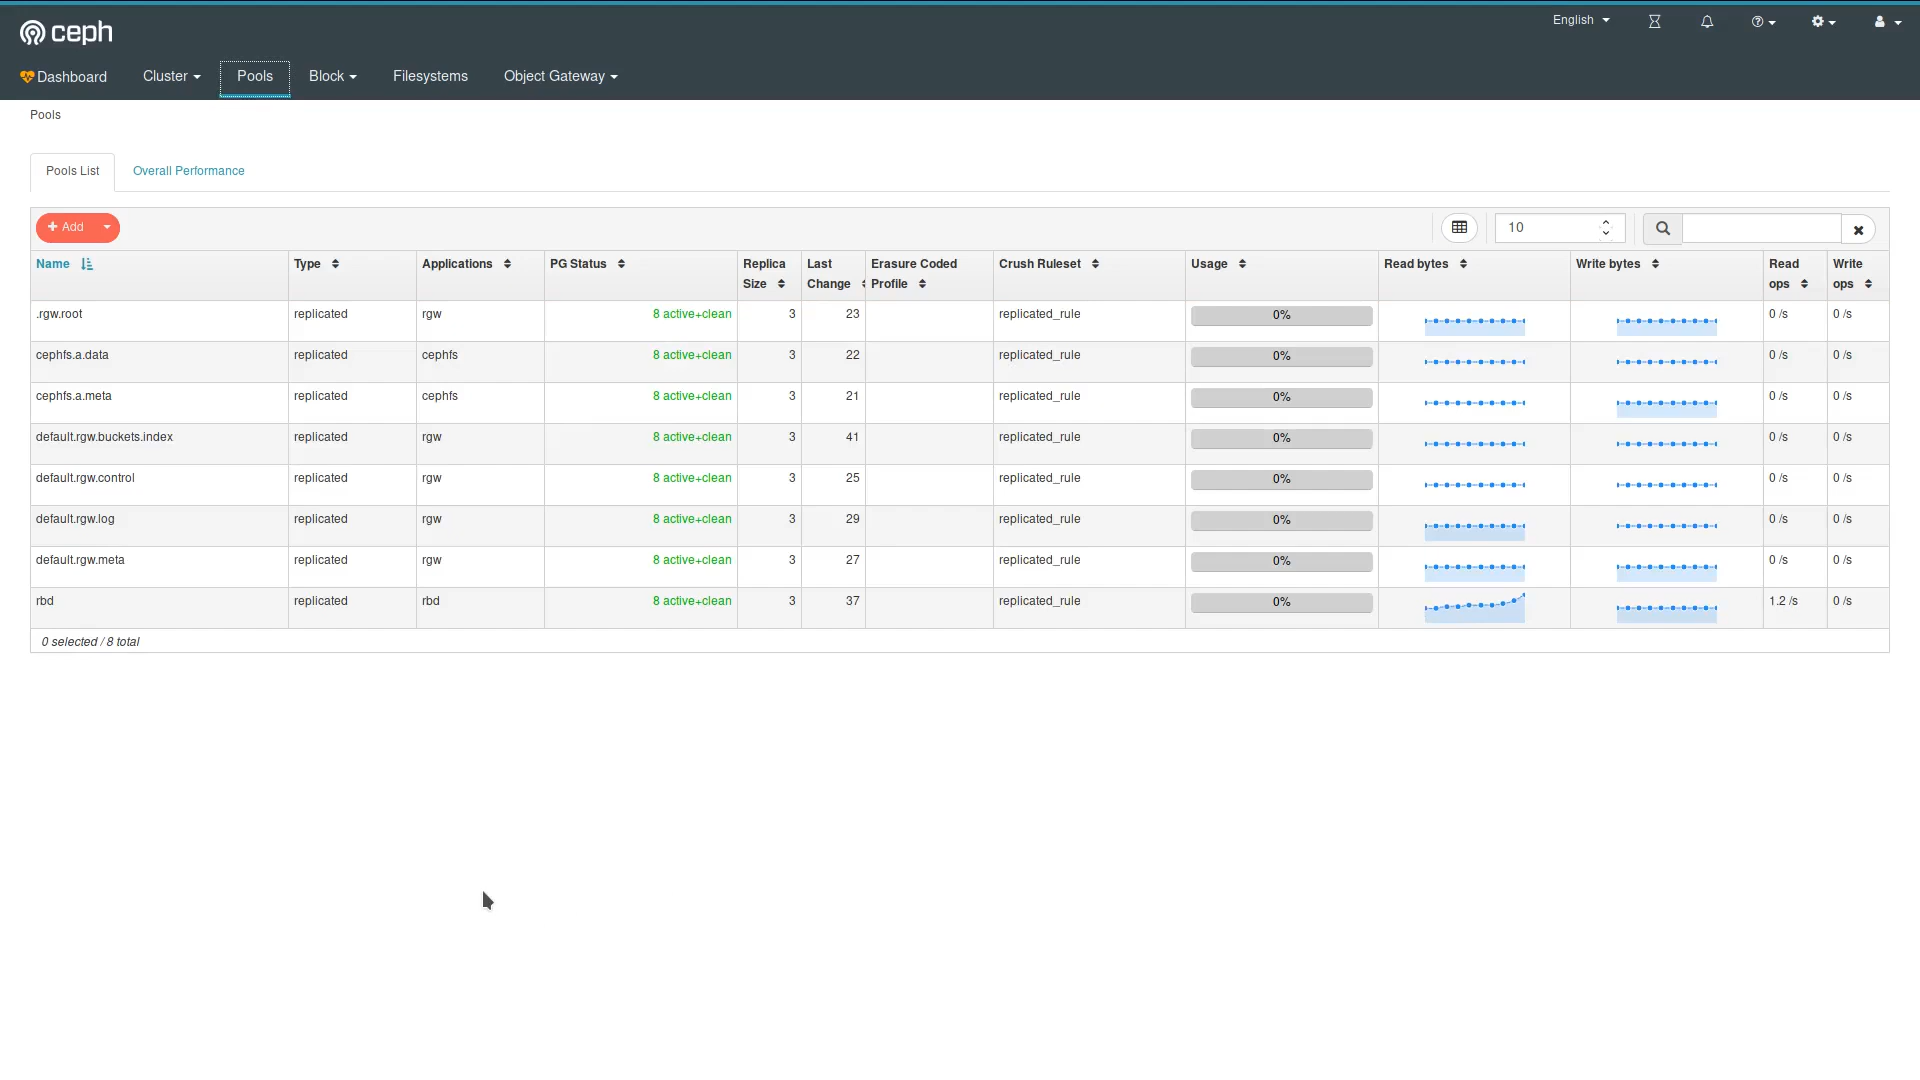 ceph
English
Dashboard Cluster Pools Block Filesystems Object Gateway
Pools
Pools List Overall Performance
Add 10
Name Type Applications PG Status Replica Size Last Change Erasure Coded Profile Crush Ruleset Usage Read bytes Write bytes Read ops Write ops
.rgw.root replicated rgw 8 active+clean 3 23 replicated_rule 0% 0 /s 0 /s
cephfs.a.data replicated cephfs 8 active+clean 3 22 replicated_rule 0% 0 /s 0 /s
cephfs.a.meta replicated cephfs 8 active+clean 3 21 replicated_rule 0% 0 /s 0 /s
default.rgw.buckets.index replicated rgw 8 active+clean 3 41 replicated_rule 0% 0 /s 0 /s
default.rgw.control replicated rgw 8 active+clean 3 25 replicated_rule 0% 0 /s 0 /s
default.rgw.log replicated rgw 8 active+clean 3 29 replicated_rule 0% 0 /s 0 /s
default.rgw.meta replicated rgw 8 active+clean 3 27 replicated_rule 0% 0 /s 0 /s
rbd replicated rbd 8 active+clean 3 37 replicated_rule 0% 1.2 /s 0 /s
0 selected / 8 total